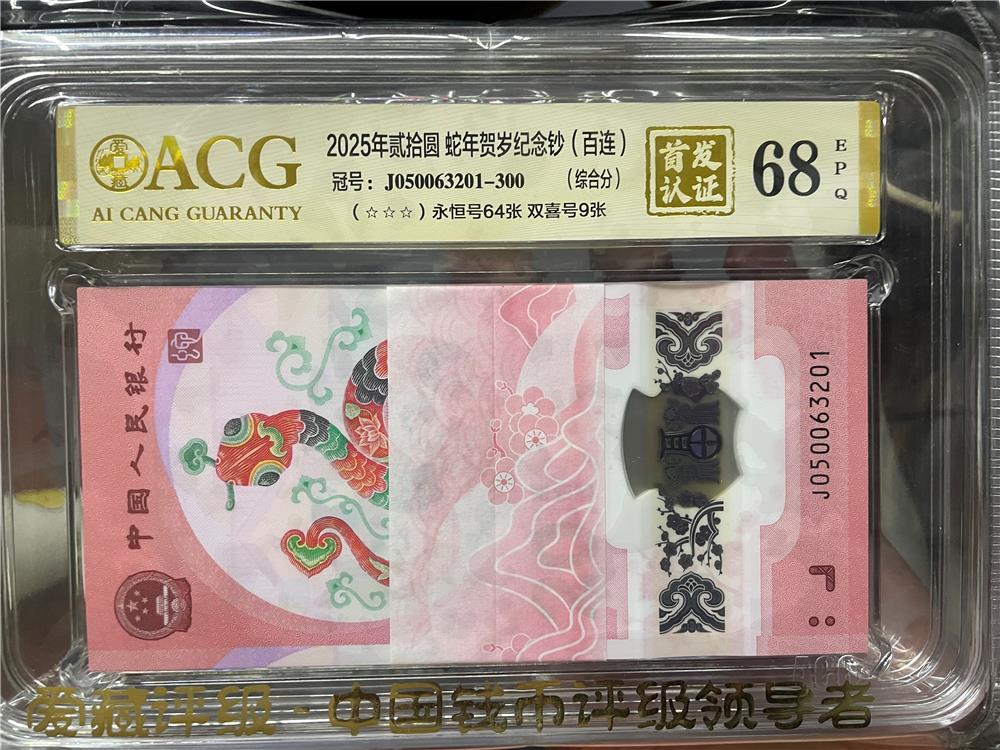 ACG
AI CANG GUARANTY
2025年贰拾圆 蛇年贺岁纪念钞（百连）
冠号：J050063201-300 （综合分）
（☆☆☆）永恒号64张 双喜号9张
首发
认证
68
EPQ
中国人民银行
J050063201
爱藏评级·中国钱币评级领导者